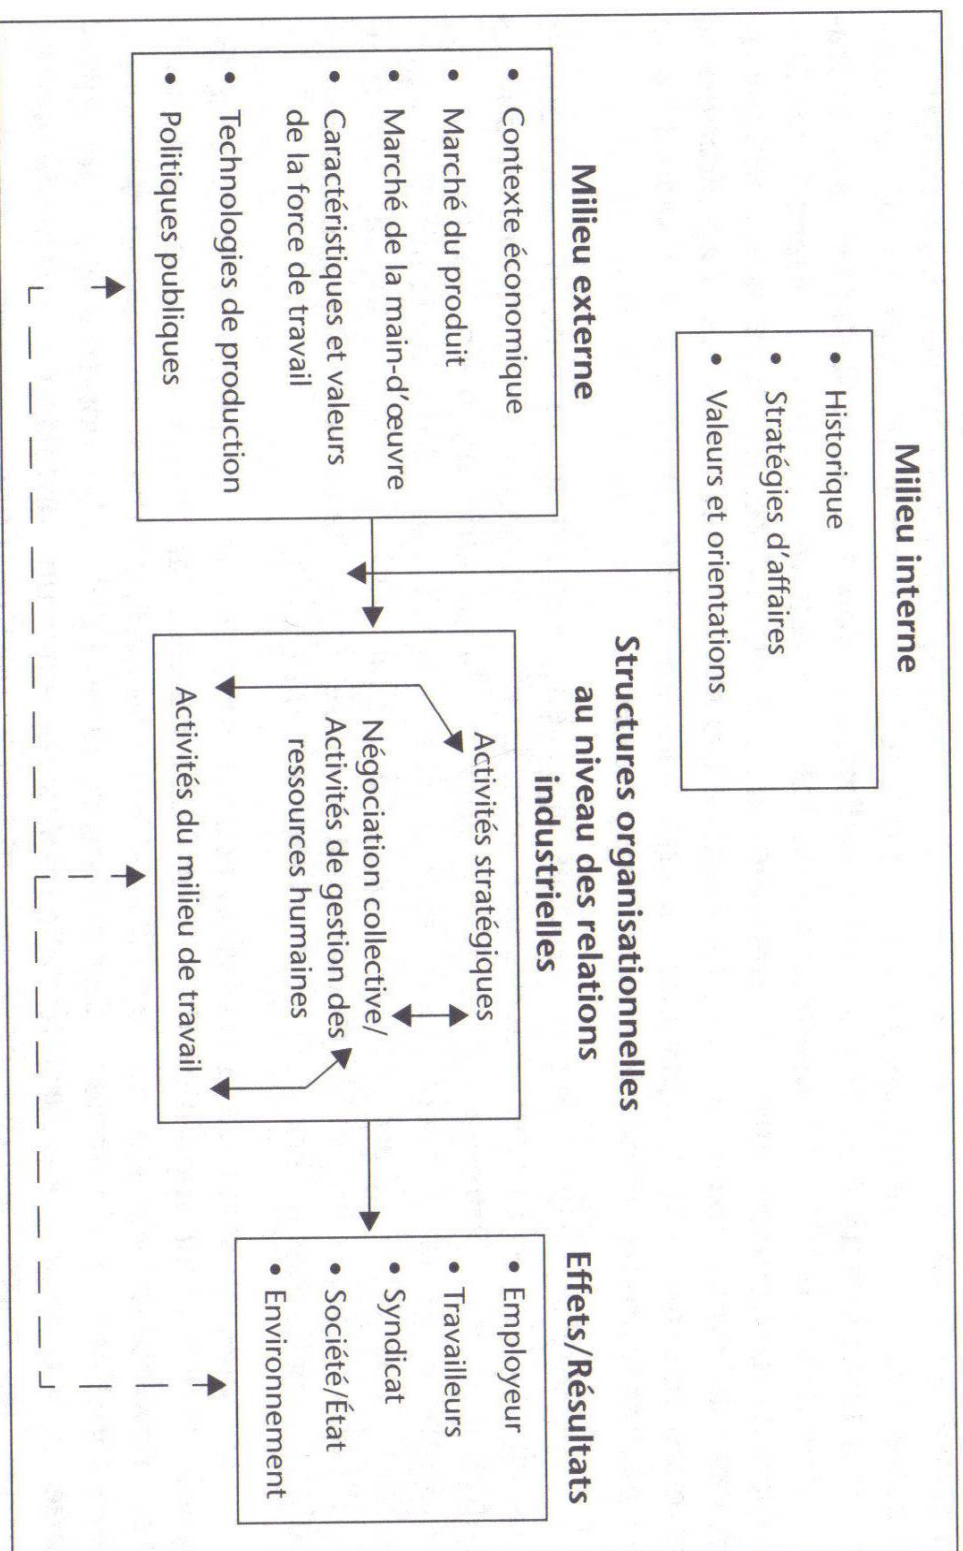 Milieu interne
• Historique
• Stratégies d'affaires
• Valeurs et orientations
Milieu externe
• Contexte économique
• Marché du produit
• Marché de la main-d'œuvre
• Caractéristiques et valeurs
de la force de travail
• Technologies de production
• Politiques publiques
Structures organisationnelles
au niveau des relations
industrielles
Activités stratégiques
Négociation collective/
Activités de gestion des
ressources humaines
Activités du milieu de travail
Effets/Résultats
• Employeur
• Travailleurs
• Syndicat
• Société/État
• Environnement